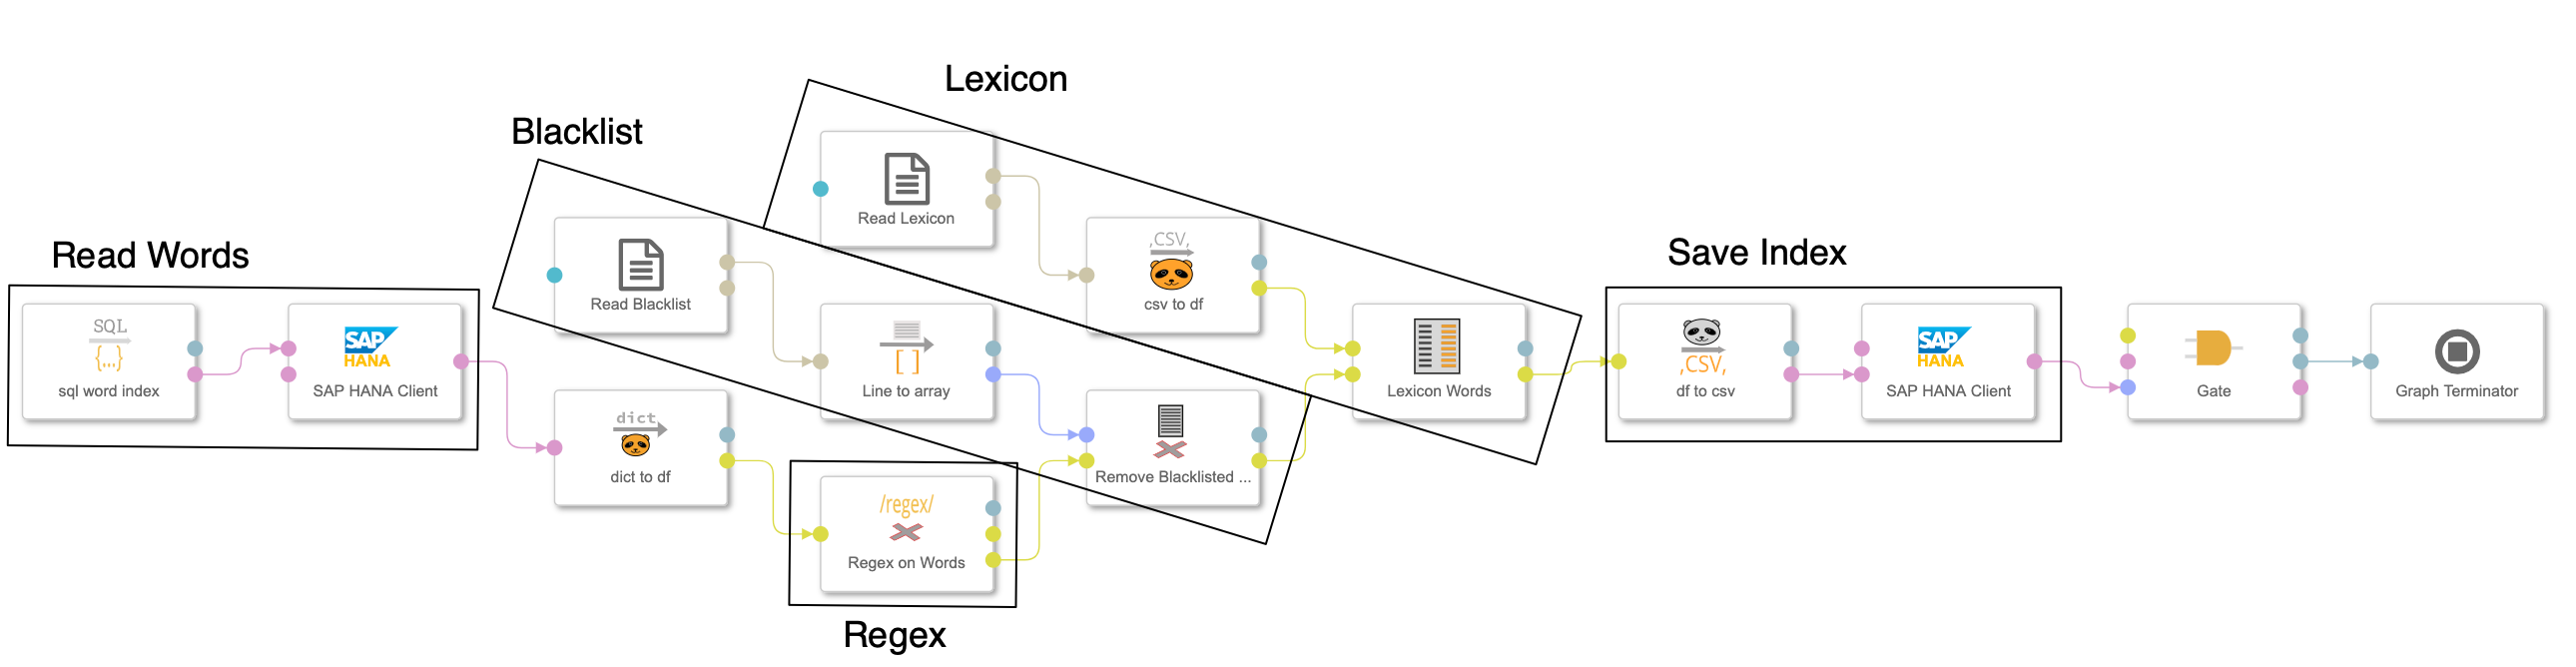 Lexicon
Blacklist
Read Lexicon
Read Words
Read Blacklist
,CSV,
csv to df
Save Index
SQL
{...}
sql word index
SAP
HANA
SAP HANA Client
[ ]
Line to array
Lexicon Words
,CSV,
df to csv
SAP
HANA
SAP HANA Client
Gate
Graph Terminator
dict
dict to df
Remove Blacklisted ...
/regex/
Regex on Words
Regex